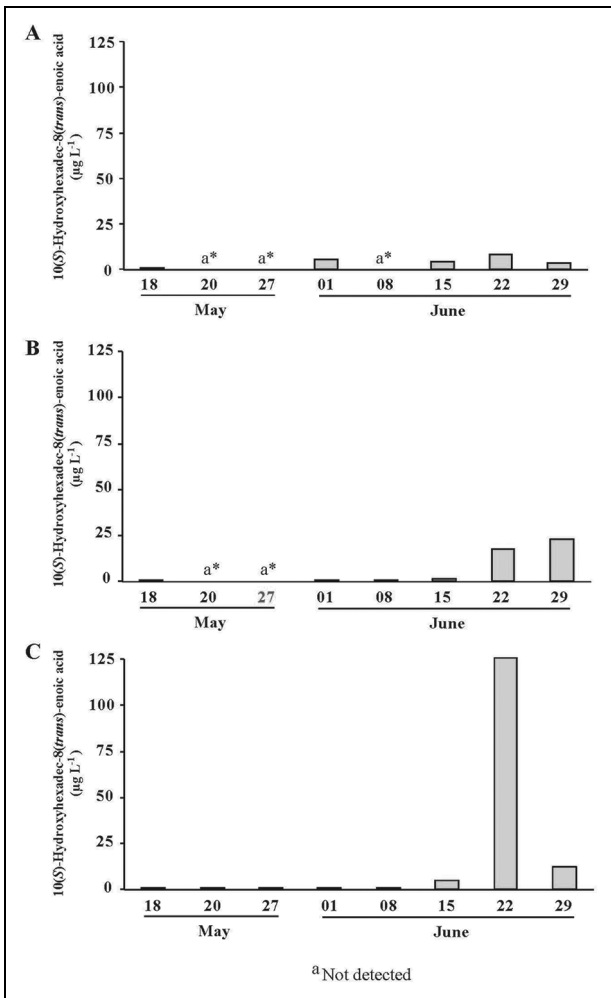 A
10(S)-Hydroxyhexadec-8(trans)-enoic acid
(µg L-1)
125
100
75
50
25
0
a* a* a*
18 20 27 01 08 15 22 29
May June
B
10(S)-Hydroxyhexadec-8(trans)-enoic acid
(µg L-1)
125
100
75
50
25
0
a* a*
18 20 27 01 08 15 22 29
May June
C
10(S)-Hydroxyhexadec-8(trans)-enoic acid
(µg L-1)
125
100
75
50
25
0
18 20 27 01 08 15 22 29
May June
a Not detected